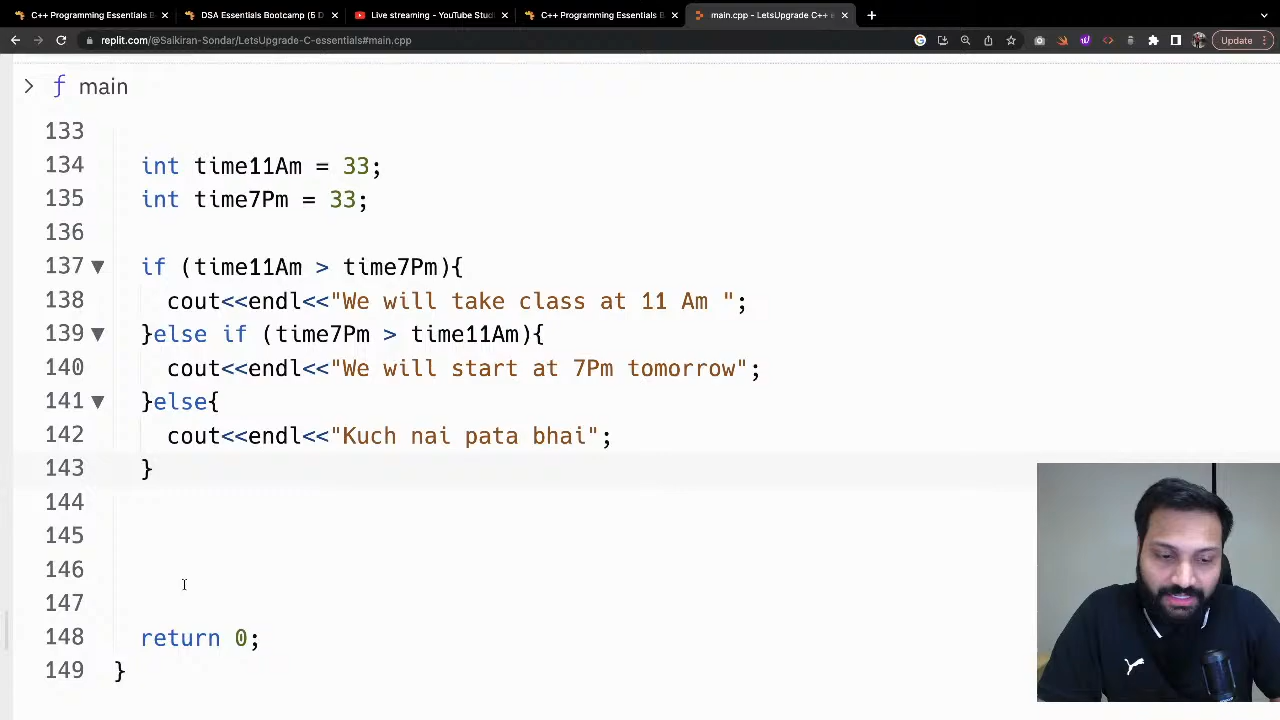 C++ Programming Essentials B
DSA Essentials Bootcamp (5 D
Live streaming - YouTube Stud
C++ Programming Essentials B
main.cpp - LetsUpgrade C++ e
replit.com/@Saikiran-Sondar/LetsUpgrade-C-essentials#main.cpp
Update
f main
133
134 int time11Am = 33;
135 int time7Pm = 33;
136
137 if (time11Am > time7Pm){
138 cout<<endl<<"We will take class at 11 Am ";
139 }else if (time7Pm > time11Am){
140 cout<<endl<<"We will start at 7Pm tomorrow";
141 }else{
142 cout<<endl<<"Kuch nai pata bhai";
143 }
144
145
146
147
148 return 0;
149 }